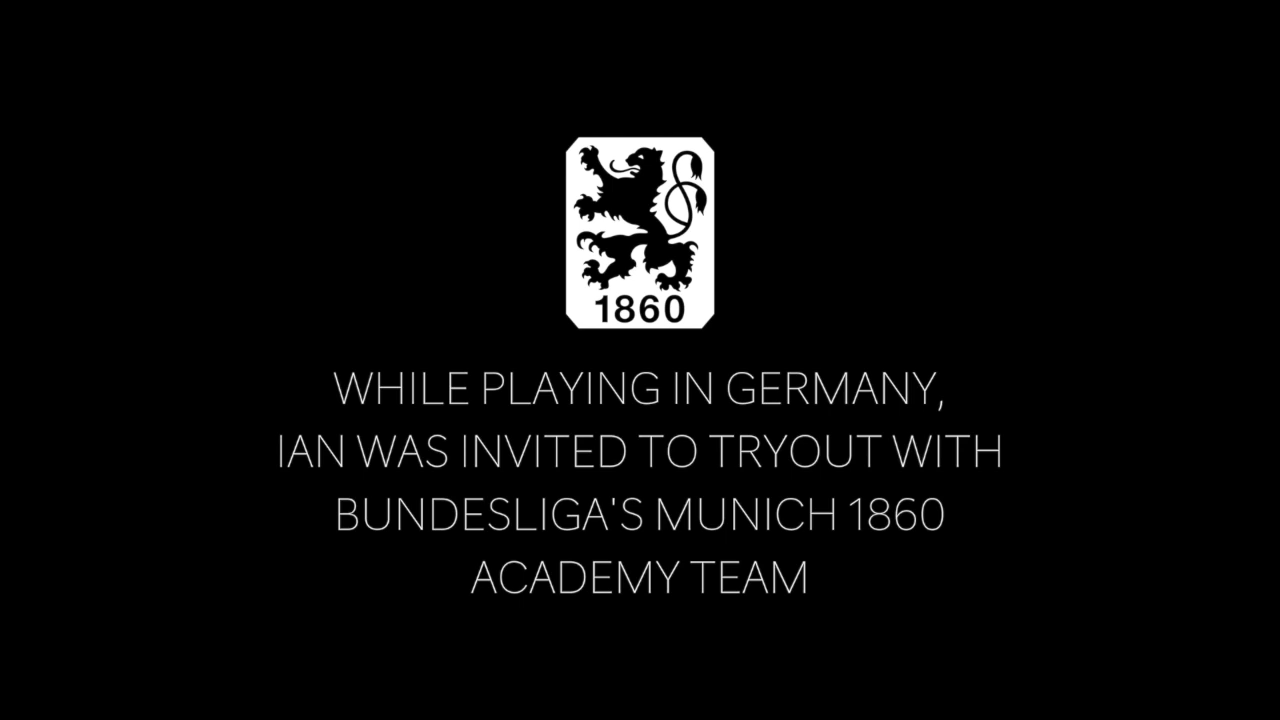 1860
WHILE PLAYING IN GERMANY,
IAN WAS INVITED TO TRYOUT WITH
BUNDESLIGA'S MUNICH 1860
ACADEMY TEAM